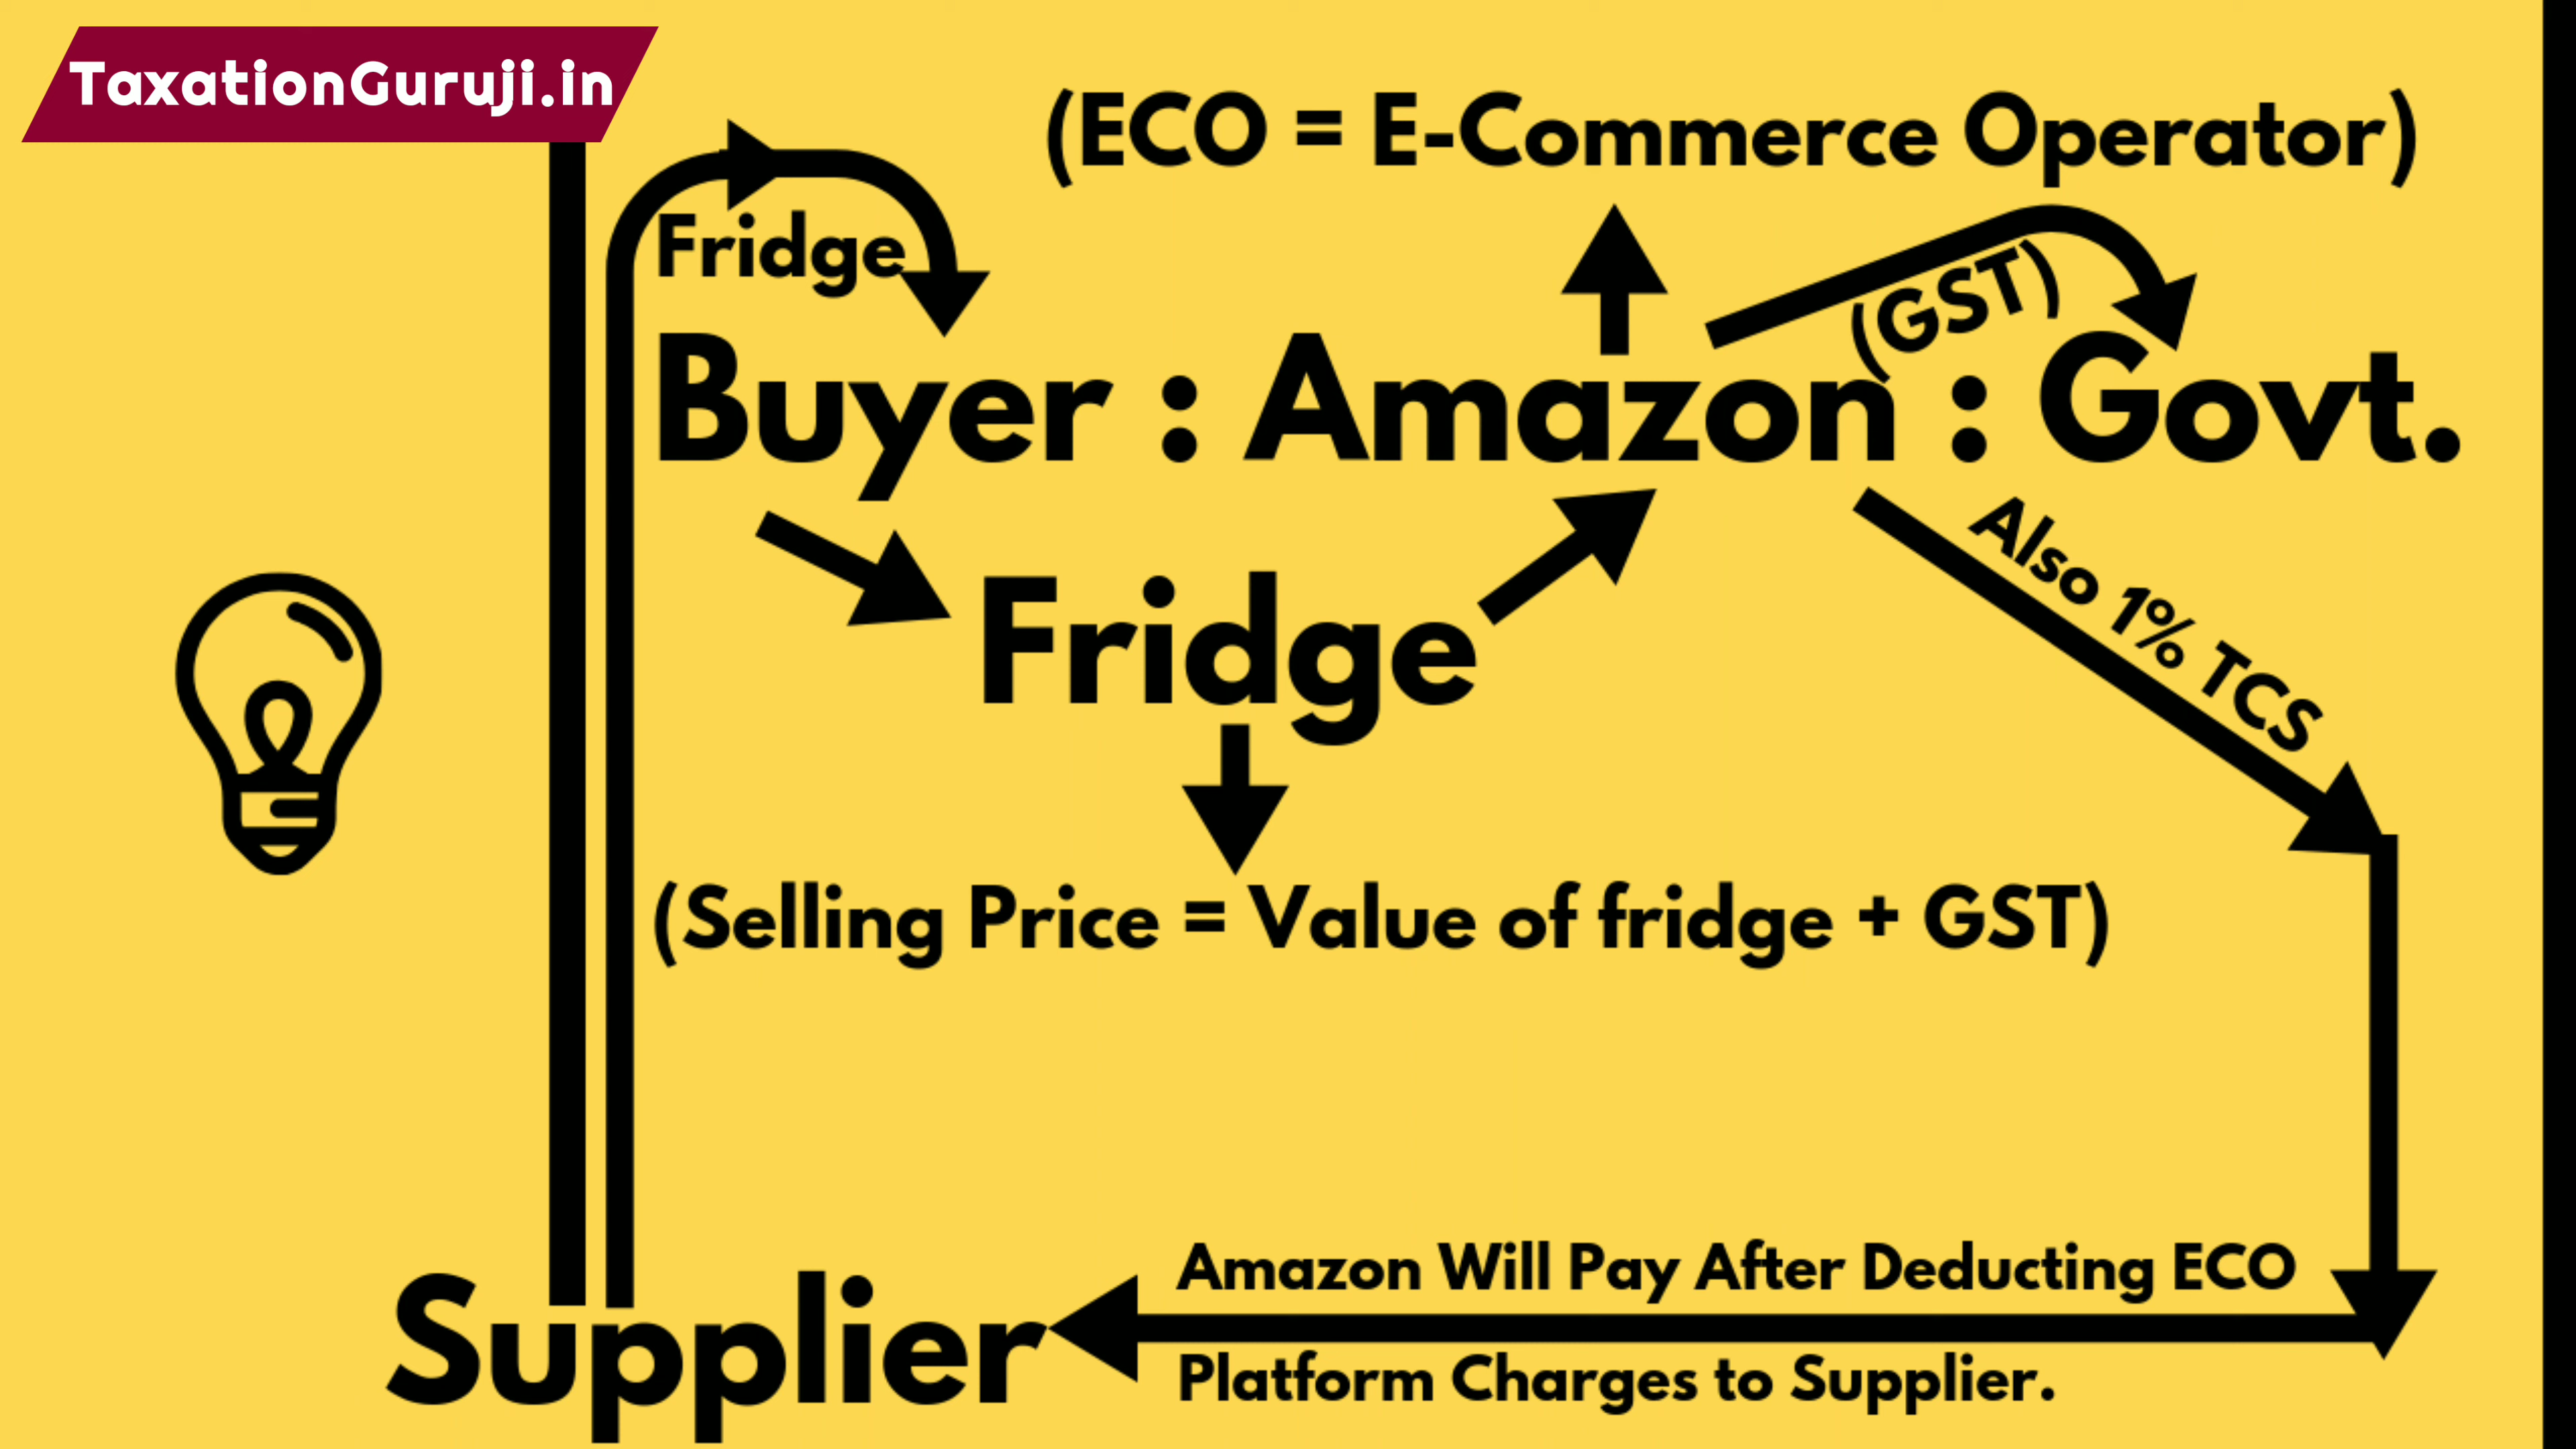 TaxationGuruji.in
(ECO = E-Commerce Operator)
Fridge
(GST)
Buyer : Amazon : Govt.
Also 1% TCS
Fridge
(Selling Price = Value of fridge + GST)
Amazon Will Pay After Deducting ECO
Supplier
Platform Charges to Supplier.